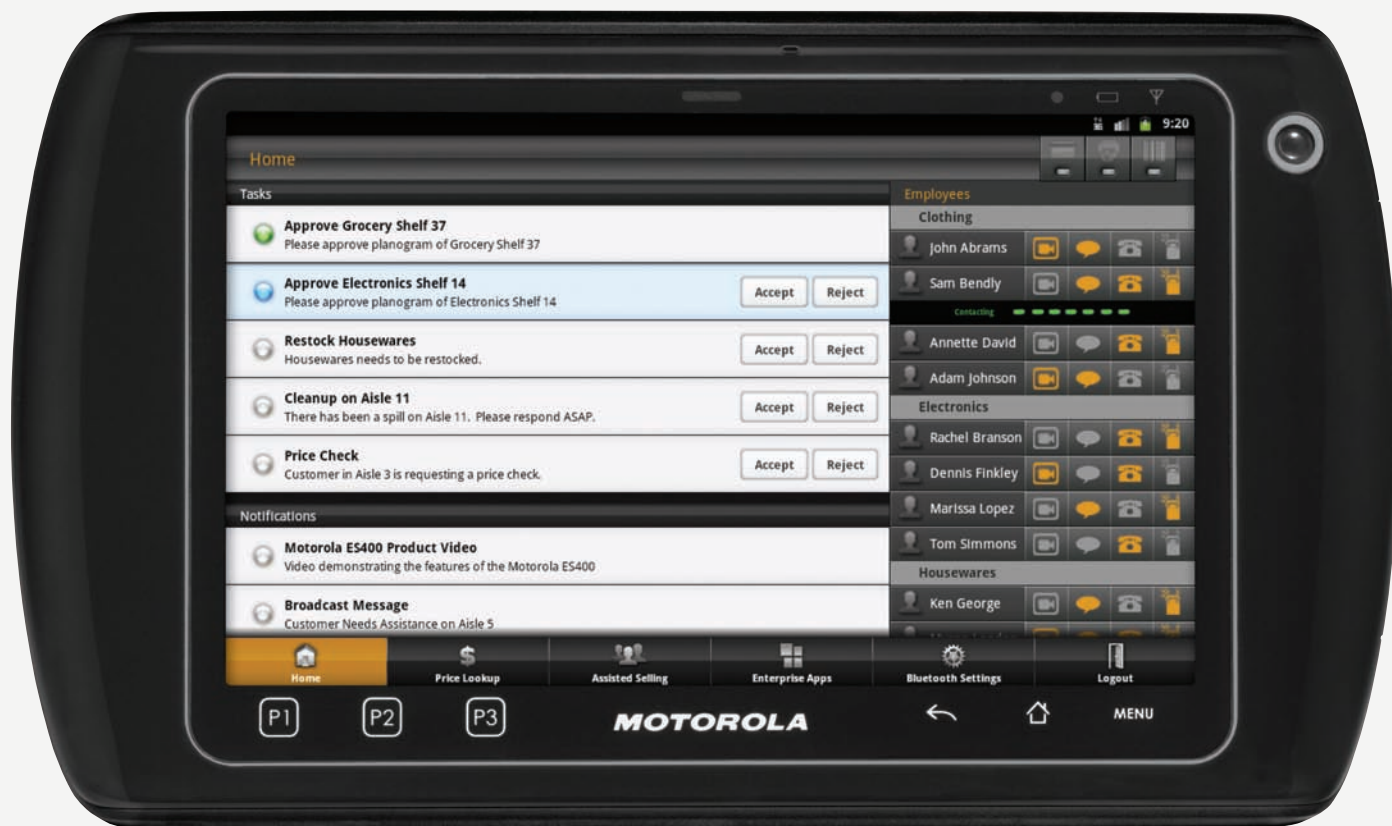 9:20
Home
Tasks
Approve Grocery Shelf 37
Please approve planogram of Grocery Shelf 37
Approve Electronics Shelf 14
Please approve planogram of Electronics Shelf 14
Accept Reject
Restock Housewares
Housewares needs to be restocked.
Accept Reject
Cleanup on Aisle 11
There has been a spill on Aisle 11. Please respond ASAP.
Accept Reject
Price Check
Customer in Aisle 3 is requesting a price check.
Accept Reject
Notifications
Motorola ES400 Product Video
Video demonstrating the features of the Motorola ES400
Broadcast Message
Customer Needs Assistance on Aisle 5
Employees
Clothing
John Abrams
Sam Bendly
Contacting
Annette David
Adam Johnson
Electronics
Rachel Branson
Dennis Finkley
Marissa Lopez
Tom Simmons
Housewares
Ken George
Home Price Lookup Assisted Selling Enterprise Apps Bluetooth Settings Logout
P1 P2 P3 MOTOROLA MENU